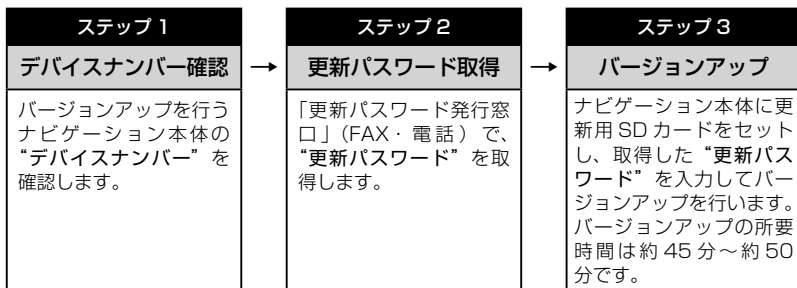 ステップ 1
デバイスナンバー確認
バージョンアップを行う
ナビゲーション本体の
“デバイスナンバー” を
確認します。
→
ステップ 2
更新パスワード取得
「更新パスワード発行窓
口」(FAX・電話) で、
“更新パスワード” を取
得します。
→
ステップ 3
バージョンアップ
ナビゲーション本体に更
新用 SD カードをセット
し、取得した “更新パス
ワード” を入力してバー
ジョンアップを行います。
バージョンアップの所要
時間は約 45 分～約 50
分です。